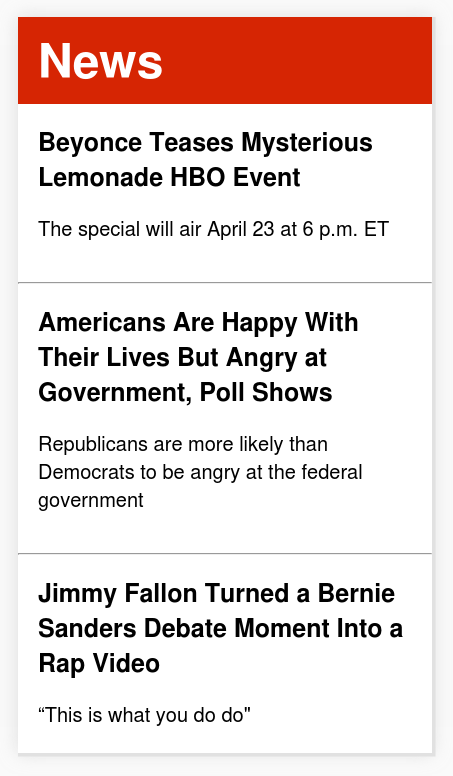 News
Beyonce Teases Mysterious
Lemonade HBO Event
The special will air April 23 at 6 p.m. ET
Americans Are Happy With
Their Lives But Angry at
Government, Poll Shows
Republicans are more likely than
Democrats to be angry at the federal
government
Jimmy Fallon Turned a Bernie
Sanders Debate Moment Into a
Rap Video
“This is what you do do"